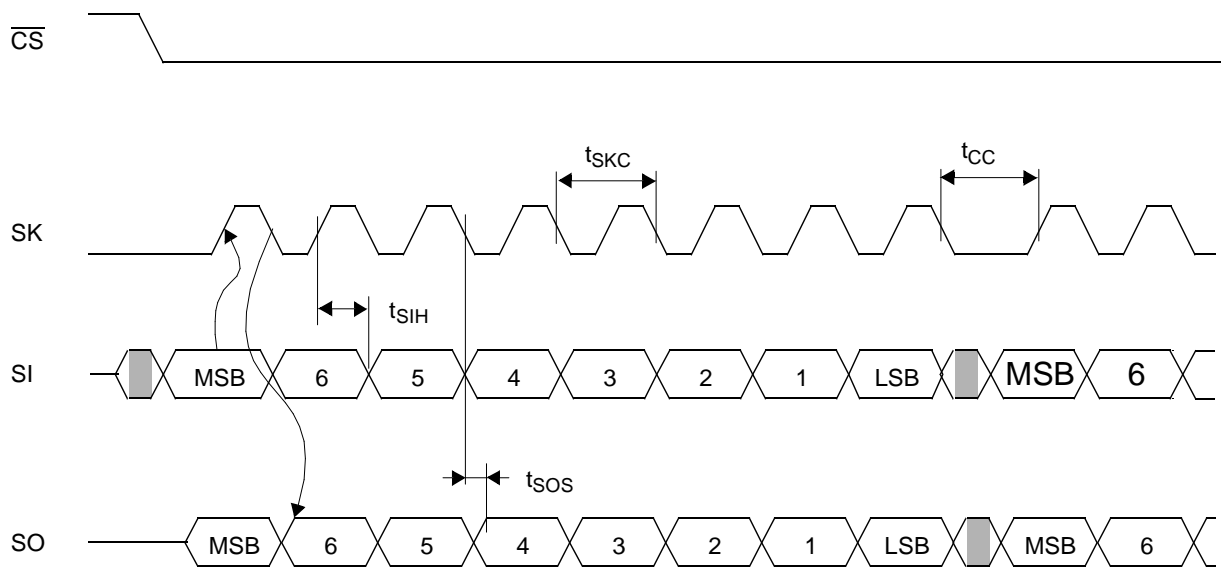 CS
tSKC
tCC
SK
tSIH
SI MSB 6 5 4 3 2 1 LSB MSB 6
tSOS
SO MSB 6 5 4 3 2 1 LSB MSB 6